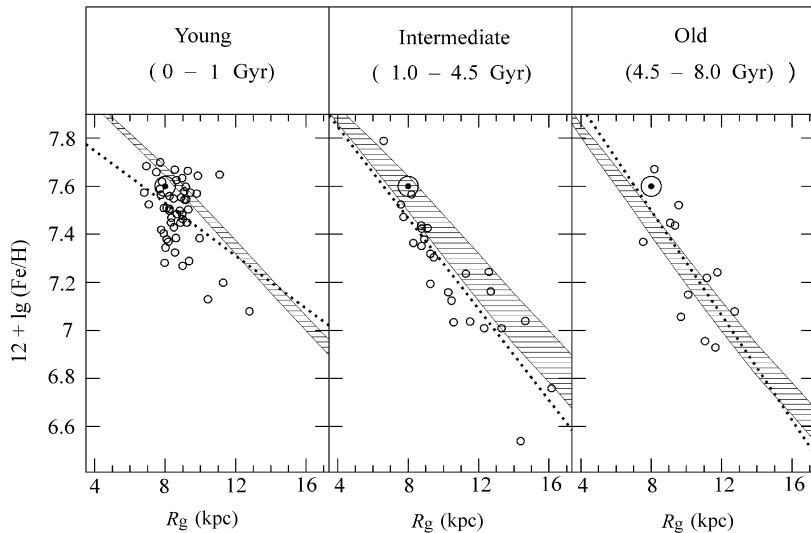 Young
( 0 – 1 Gyr)
Intermediate
( 1.0 – 4.5 Gyr)
Old
(4.5 – 8.0 Gyr) )
12 + lg (Fe/H)
7.8
7.6
7.4
7.2
7
6.8
6.6
4 8 12 16
4 8 12 16
4 8 12 16
Rg (kpc)
Rg (kpc)
Rg (kpc)